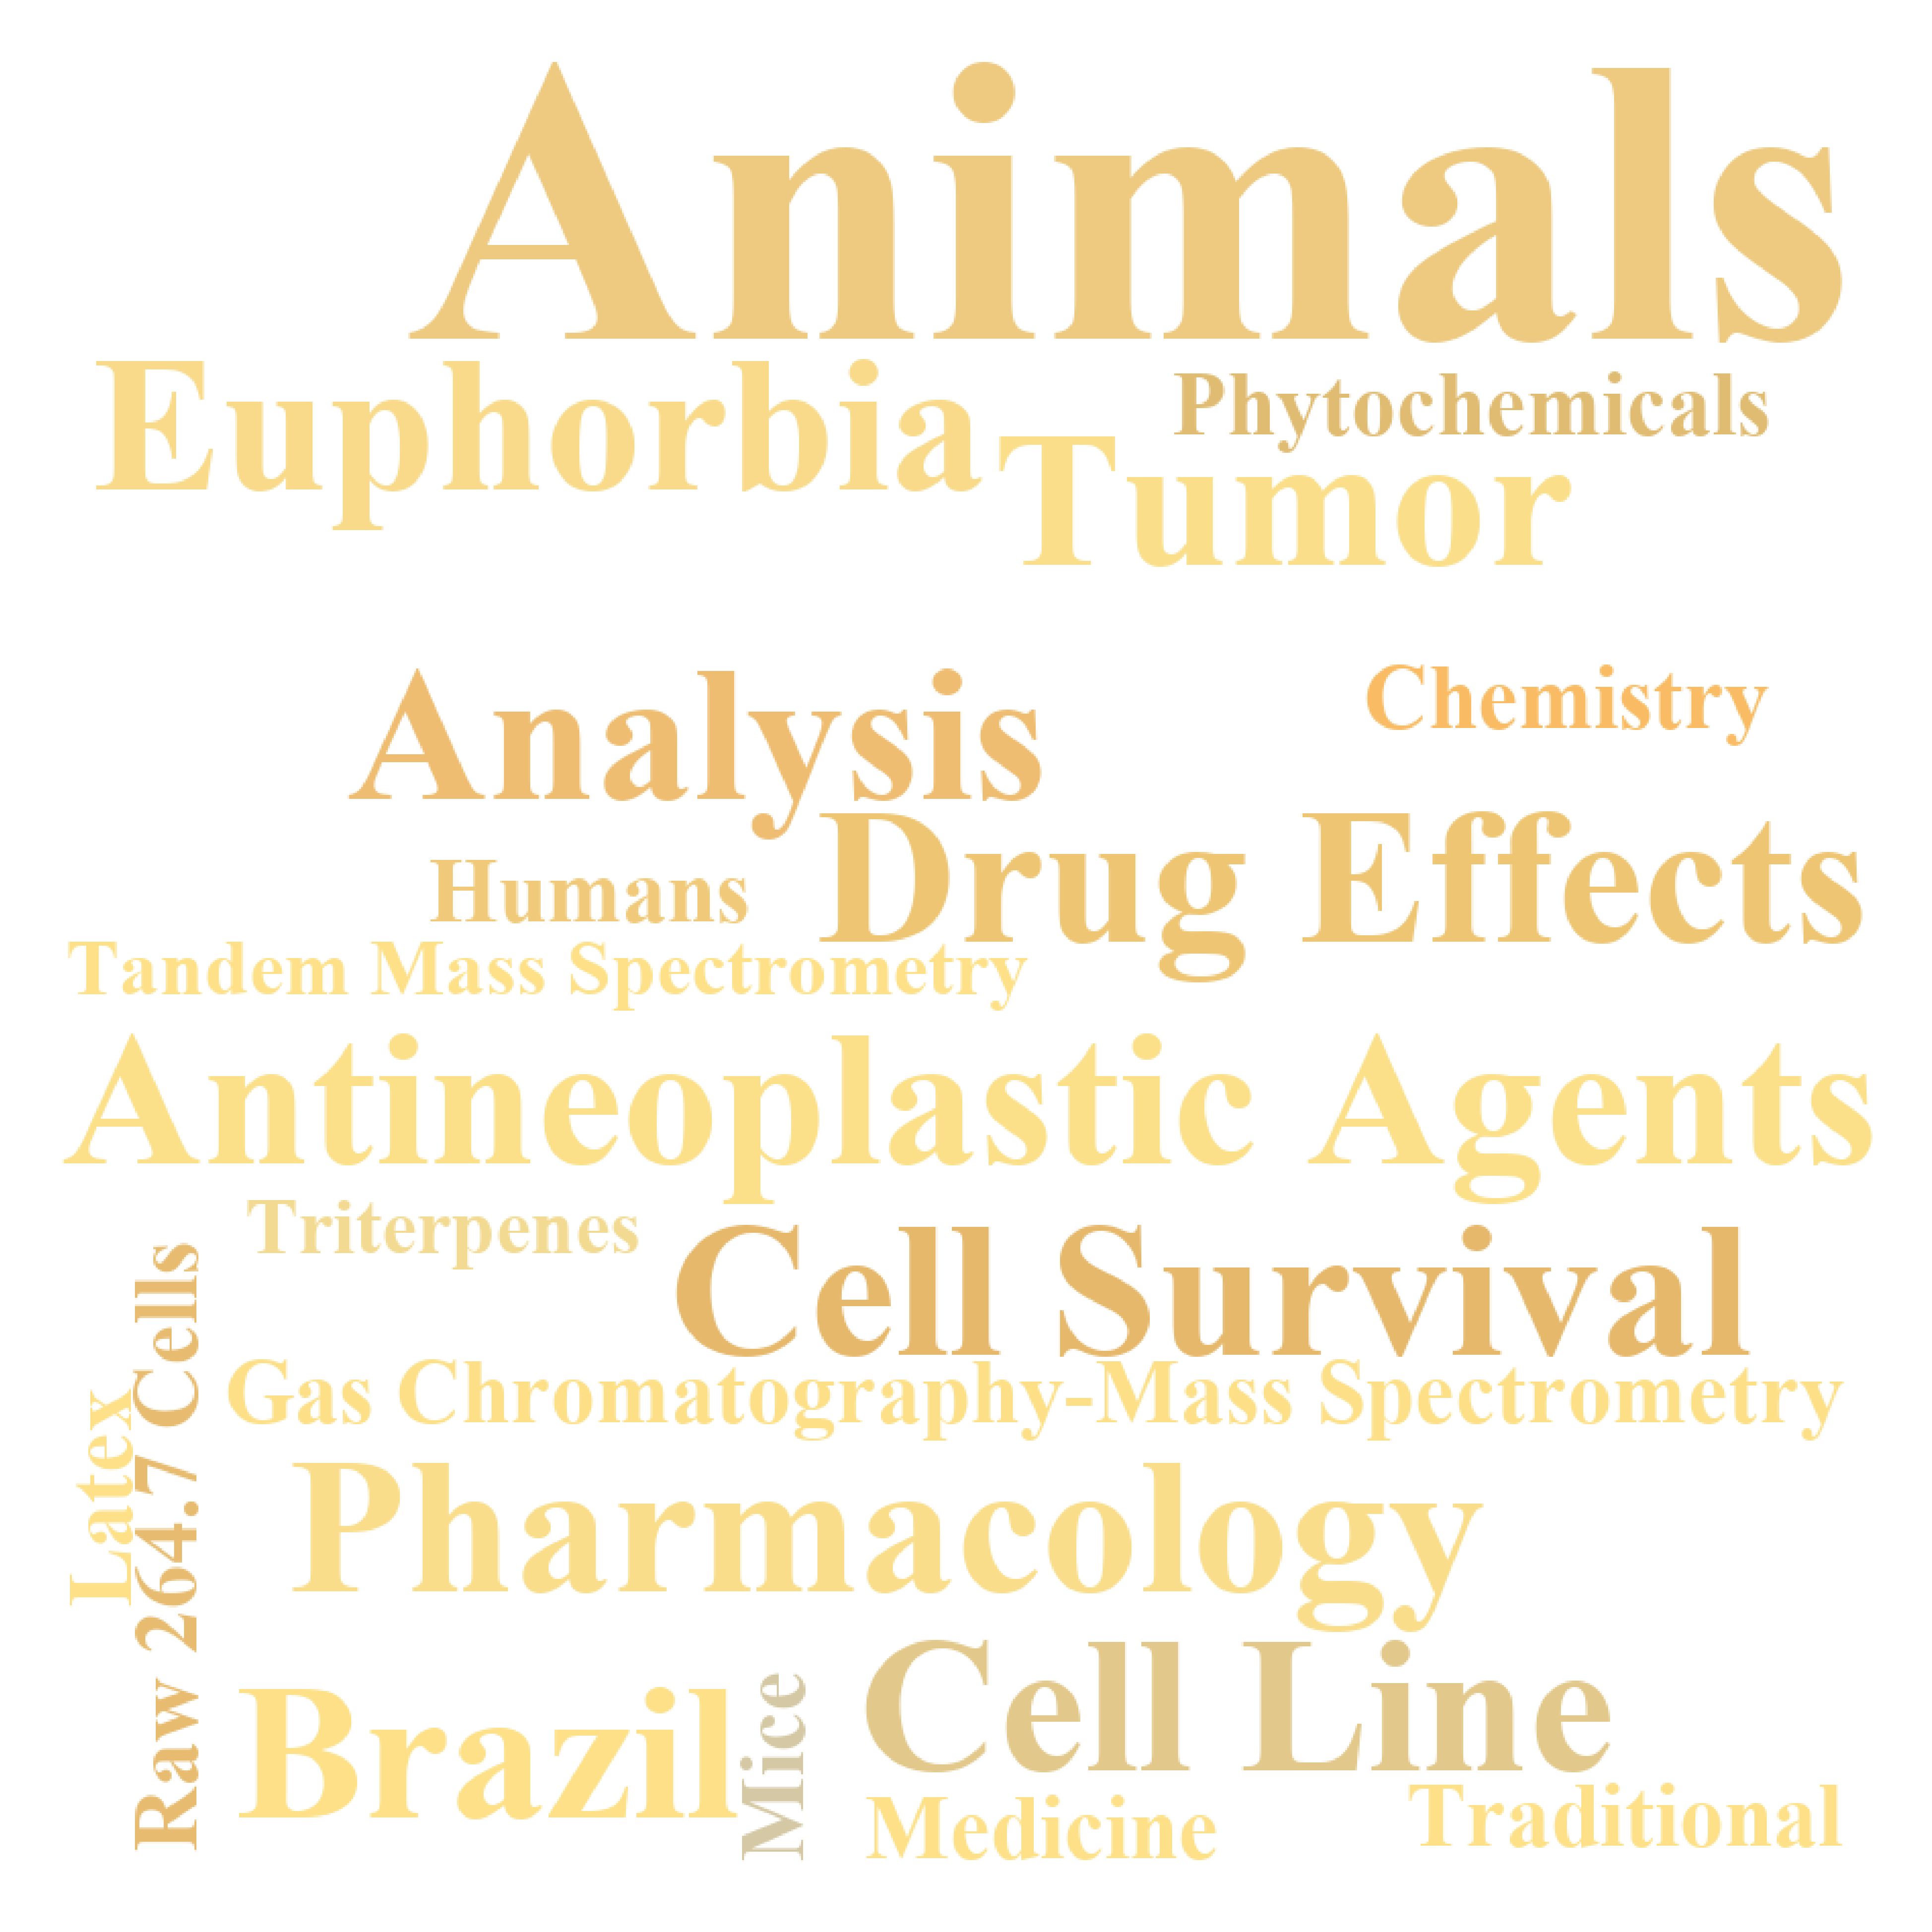 Animals
Euphorbia
Phytochemicals
Tumor
Analysis
Chemistry
Drug Effects
Humans
Tandem Mass Spectrometry
Antineoplastic Agents
Triterpenes
Cell Survival
Raw 264.7 Cells
Latex
Gas Chromatography-Mass Spectrometry
Pharmacology
Cell Line
Brazil
Mice
Medicine
Traditional